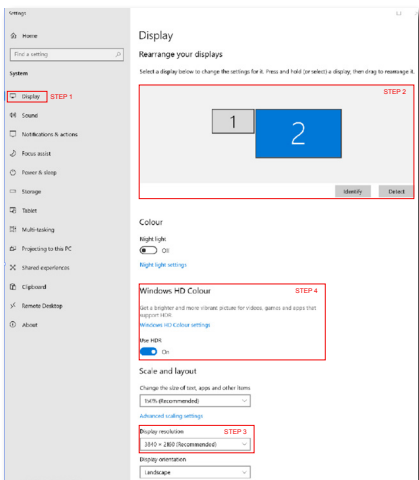 Settings
Home
Find a setting
System
Display
STEP 1
Sound
Notifications & actions
Focus assist
Power & sleep
Storage
Tablet
Multi-tasking
Projecting to this PC
Shared experiences
Clipboard
Remote Desktop
About
Display
Rearrange your displays
Select a display below to change the settings for it. Press and hold (or select) a display, then drag to rearrange it.
STEP 2
1
2
Identify
Detect
Colour
Night light
Off
Night light settings
Windows HD Colour
STEP 4
Get a brighter and more vibrant picture for videos, games and apps that
support HDR
Windows HD Colour settings
Use HDR
On
Scale and layout
Change the size of text, apps and other items
Advanced scaling settings
Display resolution
STEP 3
3840 × 2160 (Recommended)
Display orientation
Landscape